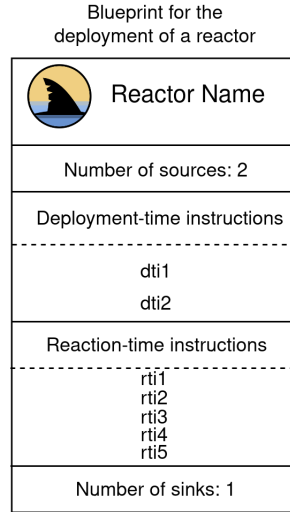 Blueprint for the
deployment of a reactor
Reactor Name
Number of sources: 2
Deployment-time instructions
dti1
dti2
Reaction-time instructions
rti1
rti2
rti3
rti4
rti5
Number of sinks: 1